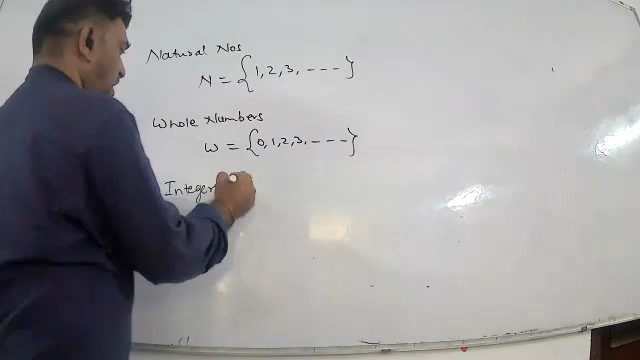 Natural Nos
N = {1, 2, 3, - - - -}
Whole Numbers
W = {0, 1, 2, 3, - - - -}
Integer